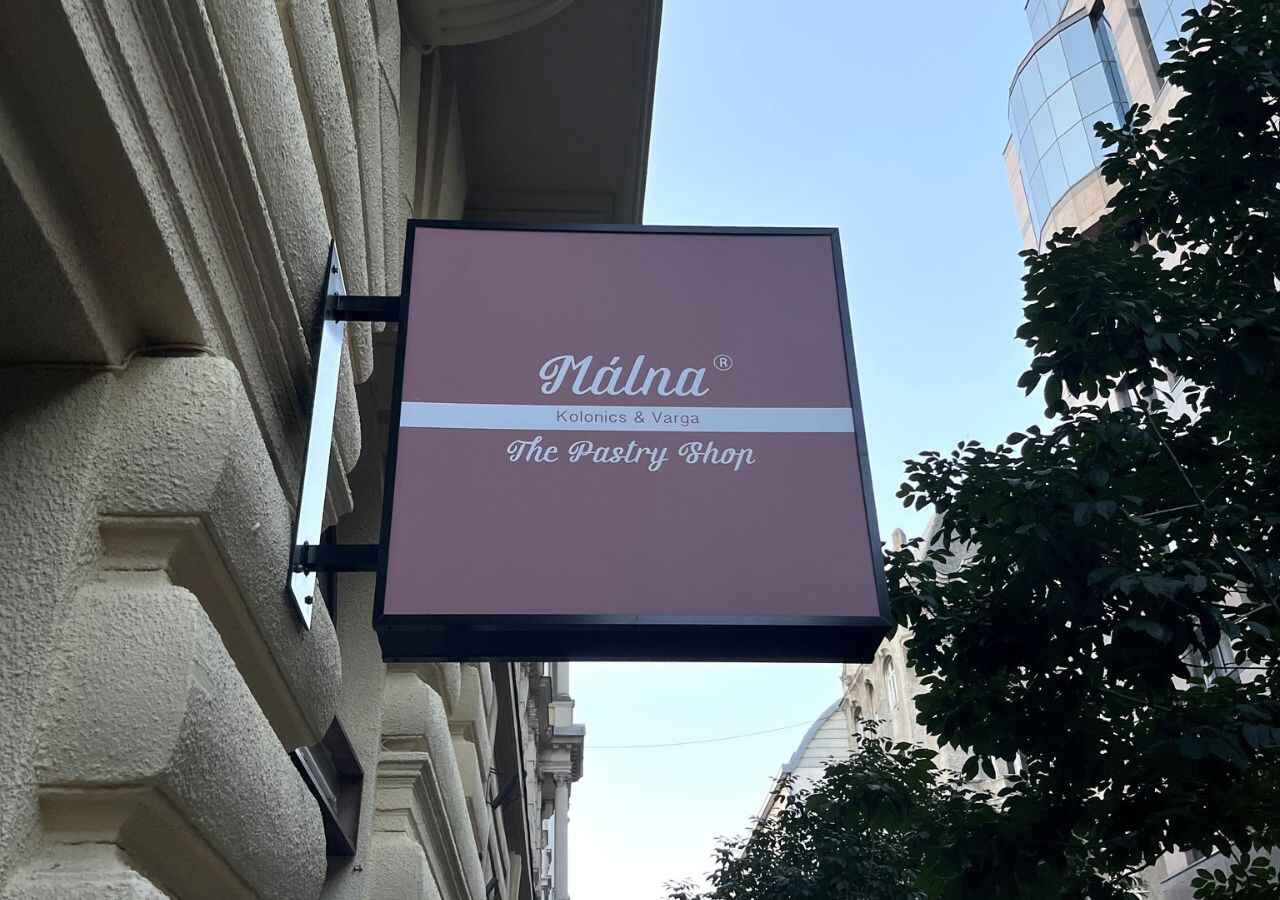 Málna®
Kolonics & Varga
The Pastry Shop